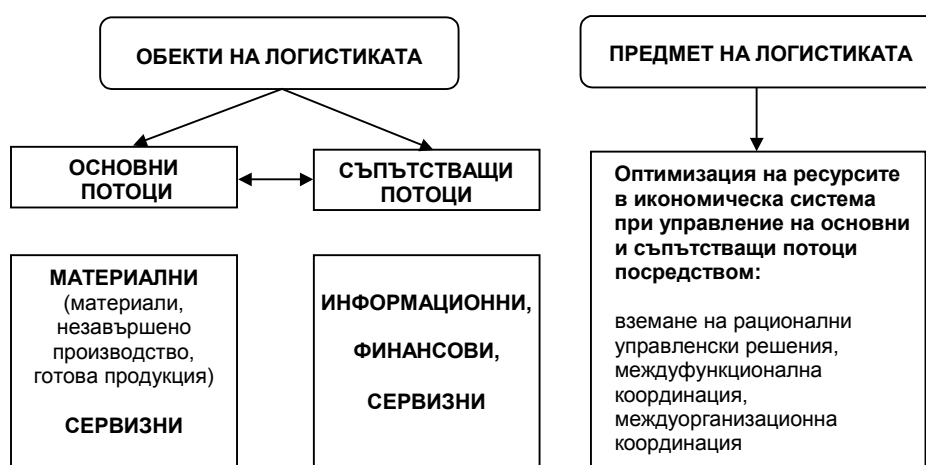 ОБЕКТИ НА ЛОГИСТИКАТА
ОСНОВНИ
ПОТОЦИ
СЪПЪТСТВАЩИ
ПОТОЦИ
МАТЕРИАЛНИ
(материали,
незавършено
производство,
готова продукция)
СЕРВИЗНИ
ИНФОРМАЦИОННИ,
ФИНАНСОВИ,
СЕРВИЗНИ
ПРЕДМЕТ НА ЛОГИСТИКАТА
Оптимизация на ресурсите
в икономическа система
при управление на основни
и съпътстващи потоци
посредством:
вземане на рационални
управленски решения,
междуфункционална
координация,
междуорганизационна
координация